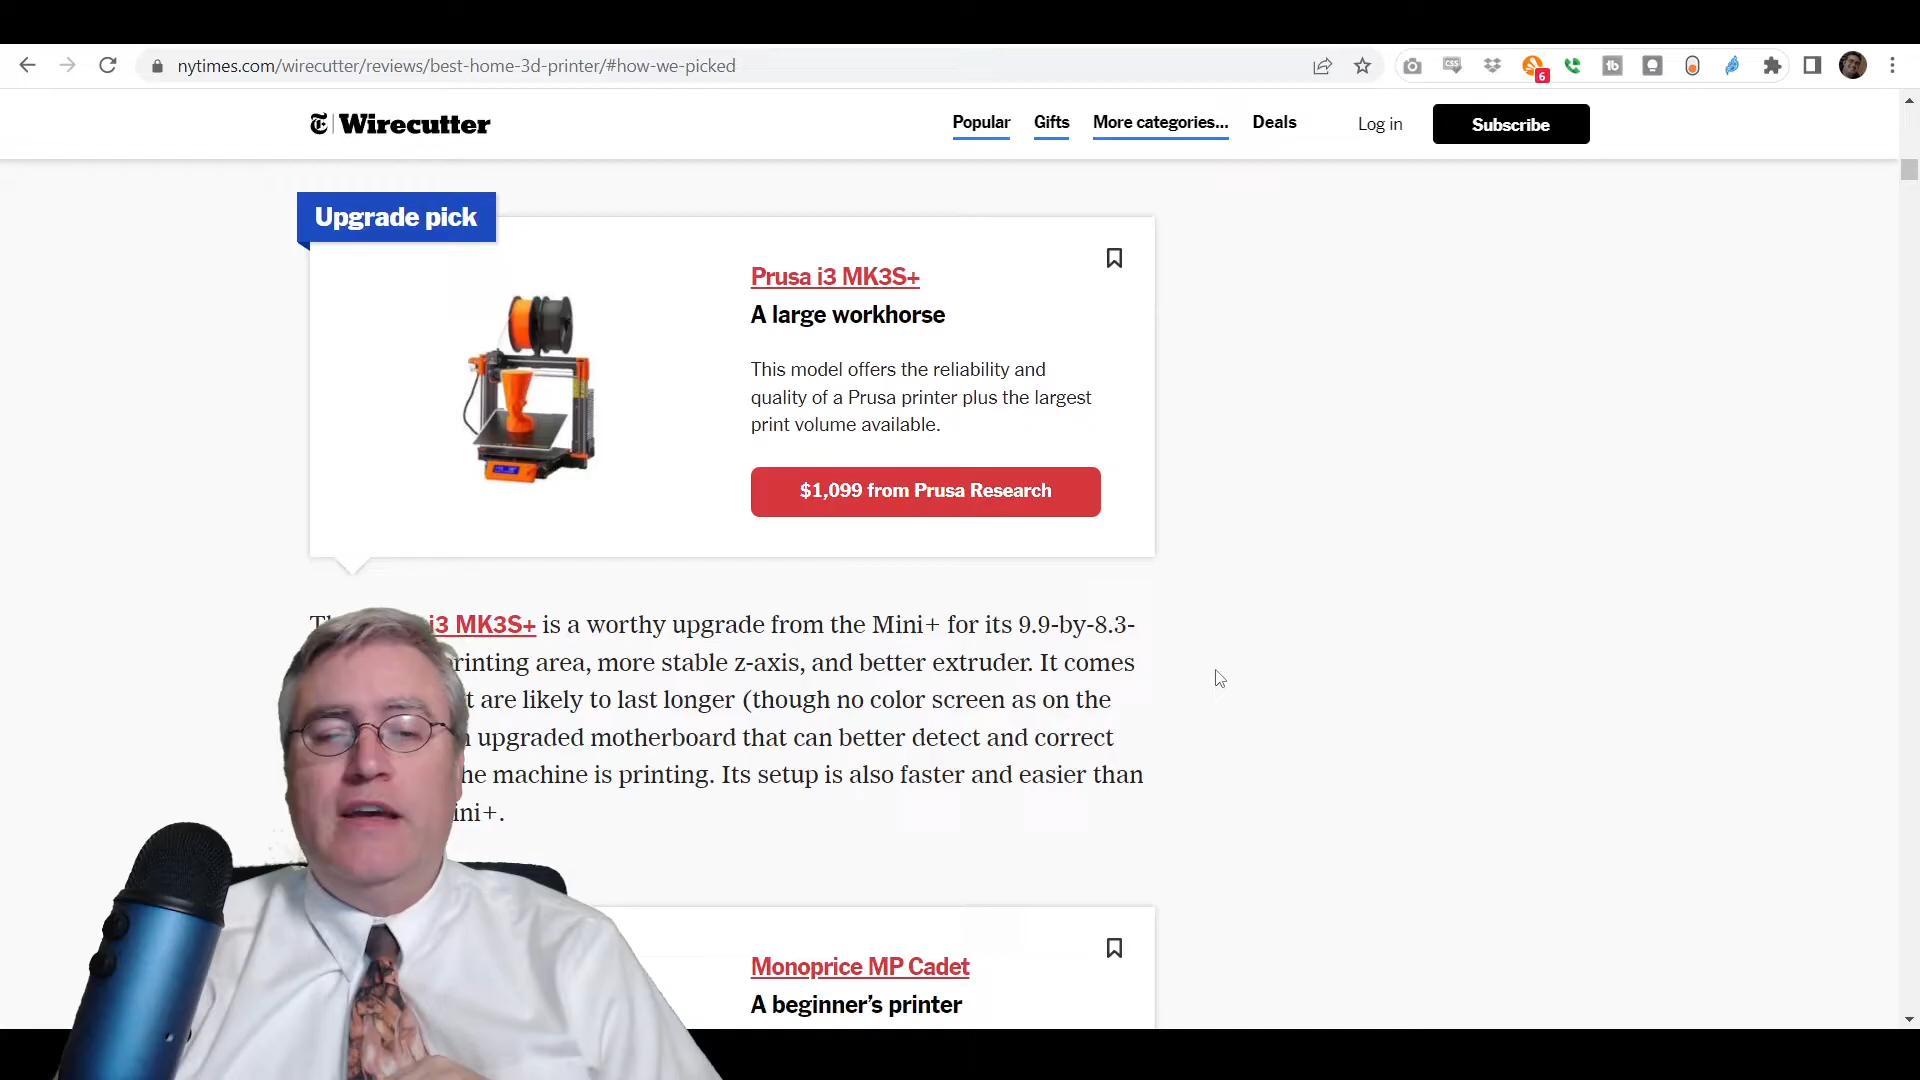 nytimes.com/wirecutter/reviews/best-home-3d-printer/#how-we-picked
6
Wirecutter
Popular Gifts More categories... Deals Log in Subscribe
Upgrade pick
Prusa i3 MK3S+
A large workhorse
This model offers the reliability and
quality of a Prusa printer plus the largest
print volume available.
$1,099 from Prusa Research
i3 MK3S+ is a worthy upgrade from the Mini+ for its 9.9-by-8.3-
printing area, more stable z-axis, and better extruder. It comes
are likely to last longer (though no color screen as on the
upgraded motherboard that can better detect and correct
the machine is printing. Its setup is also faster and easier than
Mini+.
Monoprice MP Cadet
A beginner's printer